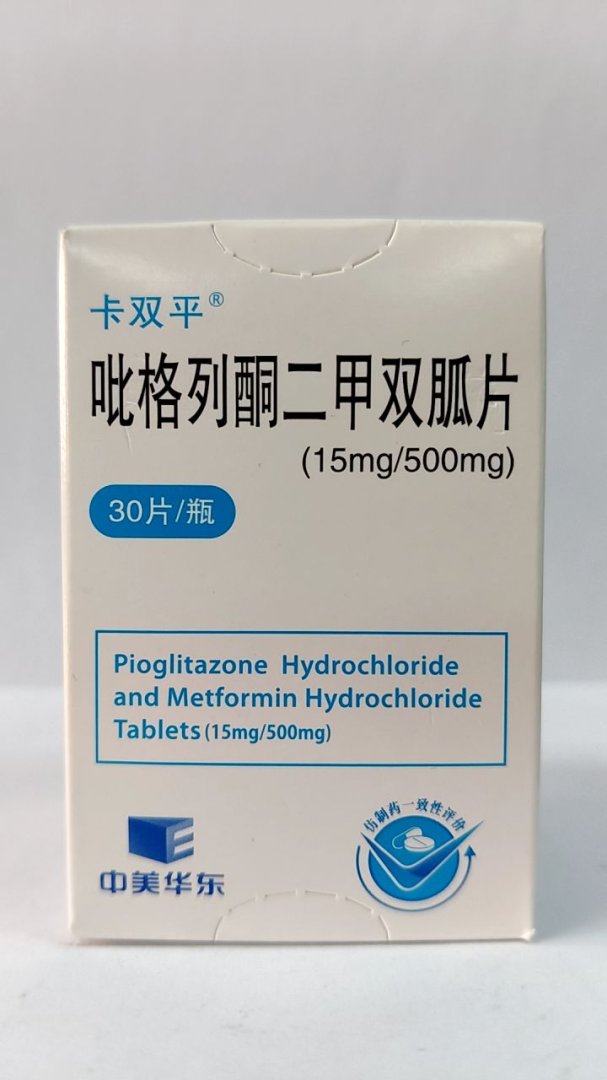 卡双平®
吡格列酮二甲双胍片
(15mg/500mg)
30片/瓶
Pioglitazone Hydrochloride
and Metformin Hydrochloride
Tablets (15mg/500mg)
仿制药一致性评价
中美华东